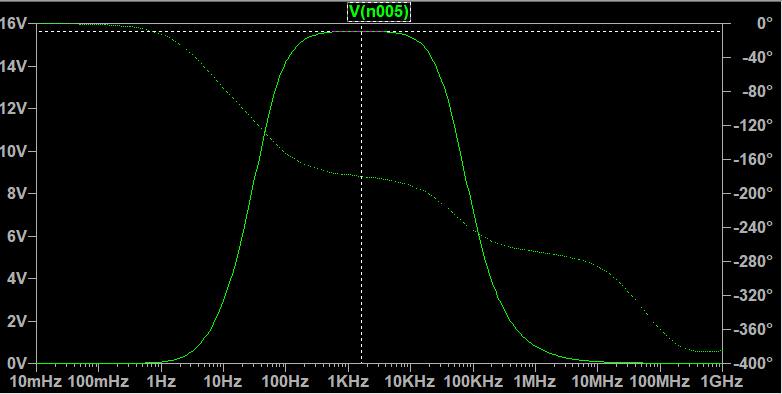 V(n005)
16V
14V
12V
10V
8V
6V
4V
2V
0V
0°
-40°
-80°
-120°
-160°
-200°
-240°
-280°
-320°
-360°
-400°
10mHz 100mHz 1Hz 10Hz 100Hz 1KHz 10KHz 100KHz 1MHz 10MHz 100MHz 1GHz